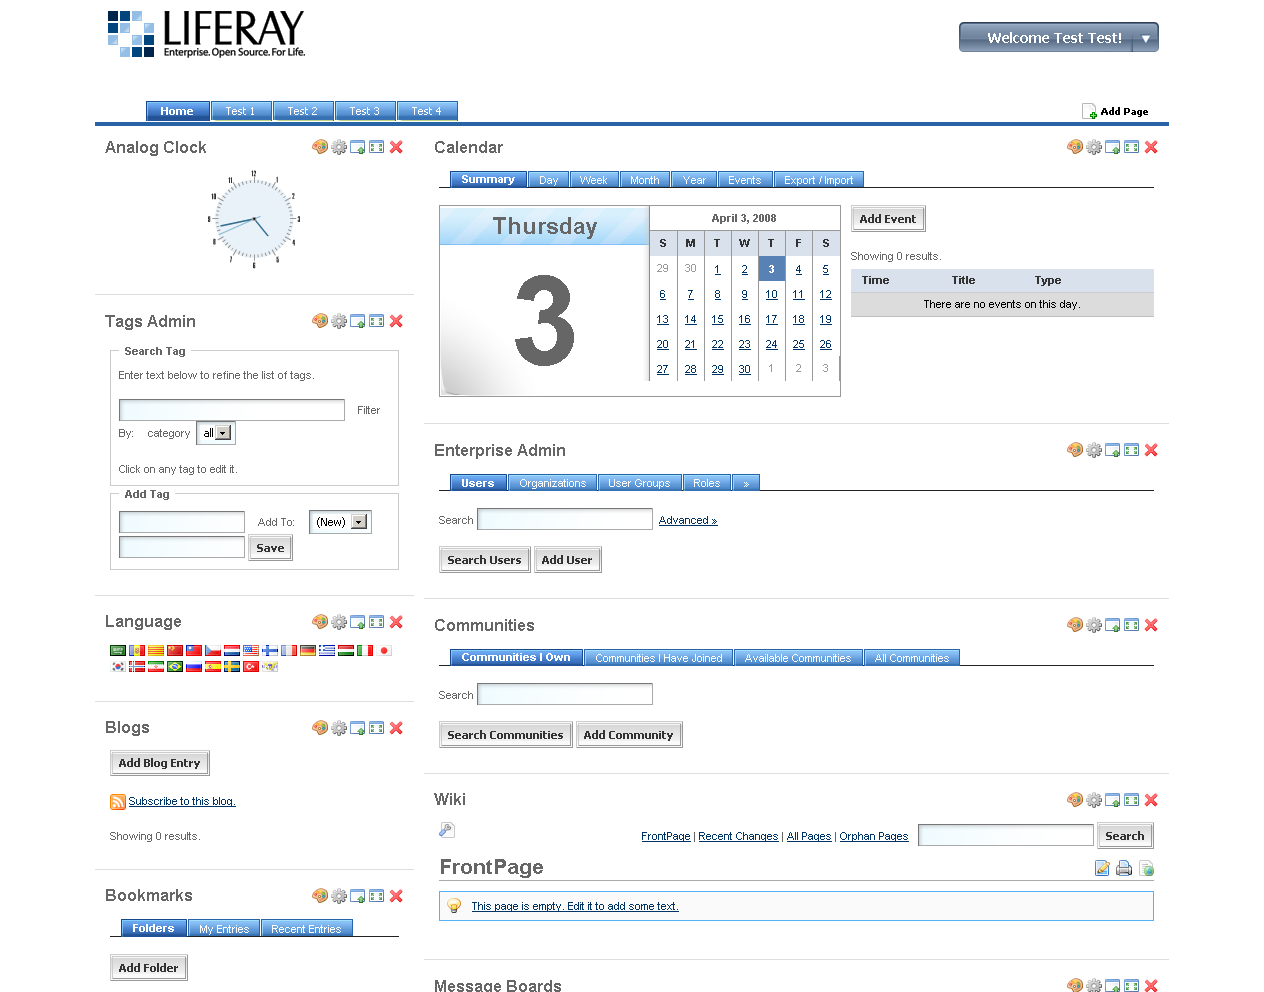 LIFERAY
Enterprise. Open Source. For Life.
Welcome Test Test!
Home Test 1 Test 2 Test 3 Test 4
Add Page
Analog Clock
Tags Admin
Search Tag
Enter text below to refine the list of tags.
Filter
By: category all
Click on any tag to edit it.
Add Tag
Add To: (New)
Save
Language
Blogs
Add Blog Entry
Subscribe to this blog.
Showing 0 results.
Bookmarks
Folders My Entries Recent Entries
Add Folder
Calendar
Summary Day Week Month Year Events Export / Import
Thursday
3
April 3, 2008
S M T W T F S
29 30 1 2 3 4 5
6 7 8 9 10 11 12
13 14 15 16 17 18 19
20 21 22 23 24 25 26
27 28 29 30 1 2 3
Add Event
Showing 0 results.
Time Title Type
There are no events on this day.
Enterprise Admin
Users Organizations User Groups Roles »
Search Advanced »
Search Users Add User
Communities
Communities I Own Communities I Have Joined Available Communities All Communities
Search
Search Communities Add Community
Wiki
FrontPage | Recent Changes | All Pages | Orphan Pages Search
FrontPage
This page is empty. Edit it to add some text.
Message Boards